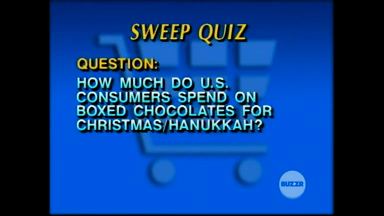 SWEEP QUIZ
QUESTION:
HOW MUCH DO U.S.
CONSUMERS SPEND ON
BOXED CHOCOLATES FOR
CHRISTMAS/HANUKKAH?
BUZZR